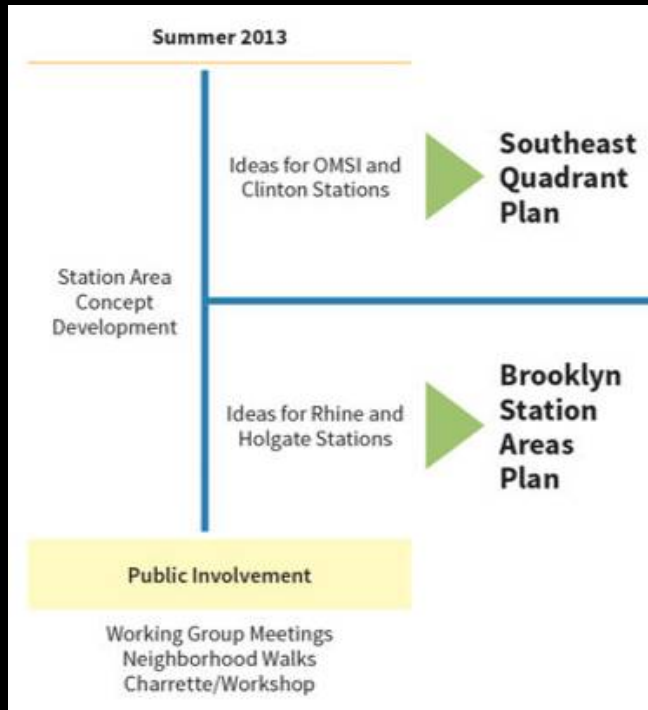 Summer 2013
Station Area
Concept
Development
Ideas for OMSI and
Clinton Stations
Southeast
Quadrant
Plan
Ideas for Rhine and
Holgate Stations
Brooklyn
Station
Areas
Plan
Public Involvement
Working Group Meetings
Neighborhood Walks
Charrette/Workshop